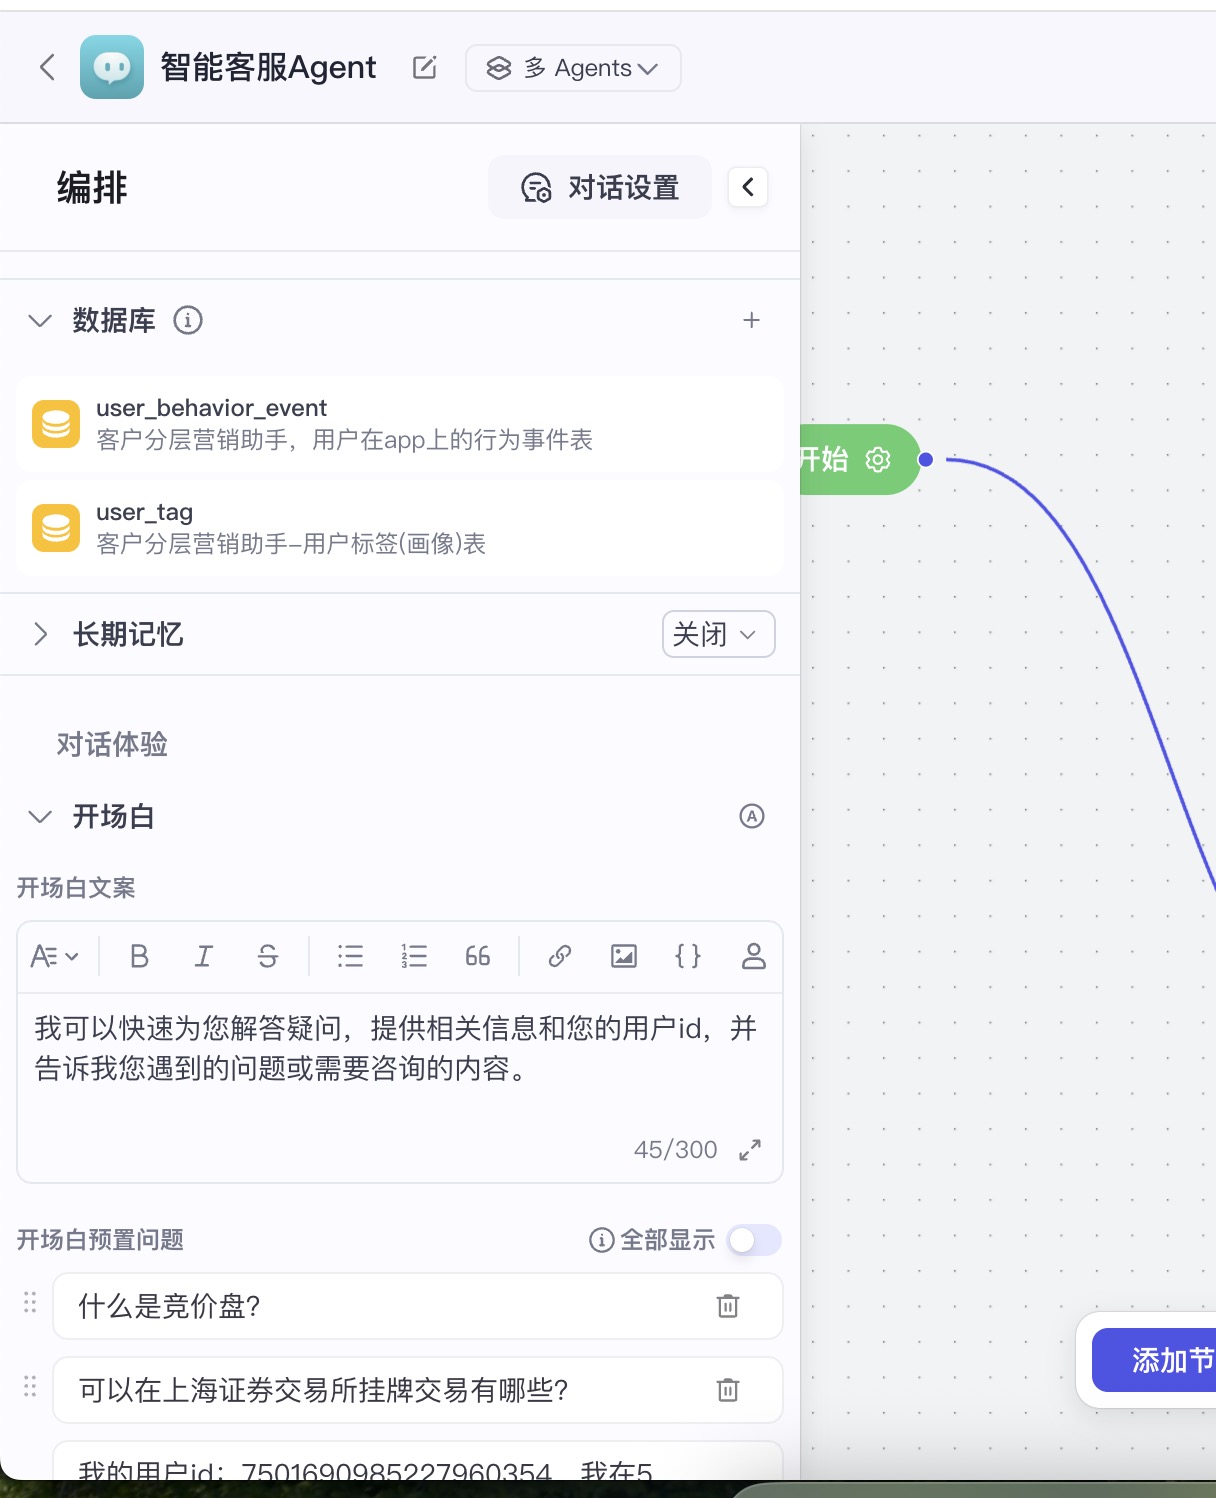 智能客服Agent
多 Agents
编排
对话设置
数据库
user_behavior_event
客户分层营销助手，用户在app上的行为事件表
user_tag
客户分层营销助手-用户标签(画像)表
长期记忆
关闭
对话体验
开场白
A
开场白文案
我可以快速为您解答疑问，提供相关信息和您的用户id，并
告诉我您遇到的问题或需要咨询的内容。
45/300
开场白预置问题
全部显示
什么是竞价盘?
可以在上海证券交易所挂牌交易有哪些?
我的用户id：7501690985227960354，我在5
开始
添加节